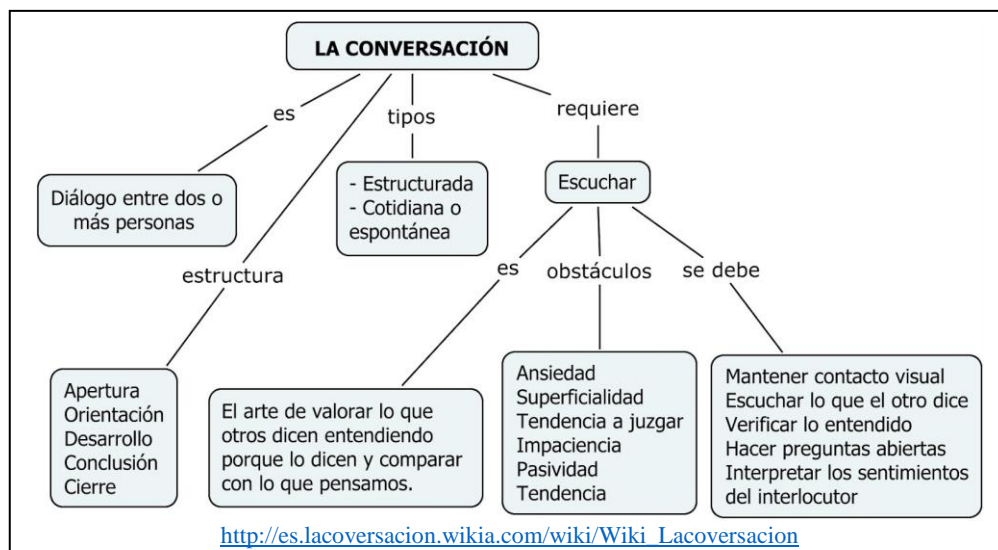 LA CONVERSACIÓN
es
tipos
requiere
Diálogo entre dos o
más personas
- Estructurada
- Cotidiana o
espontánea
Escuchar
estructura
es
obstáculos
se debe
Apertura
Orientación
Desarrollo
Conclusión
Cierre
El arte de valorar lo que
otros dicen entendiendo
porque lo dicen y comparar
con lo que pensamos.
Ansiedad
Superficialidad
Tendencia a juzgar
Impaciencia
Pasividad
Tendencia
Mantener contacto visual
Escuchar lo que el otro dice
Verificar lo entendido
Hacer preguntas abiertas
Interpretar los sentimientos
del interlocutor
http://es.lacoversacion.wikia.com/wiki/Wiki_Lacoversacion